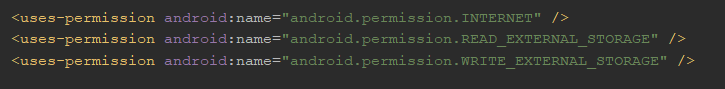 <uses-permission android:name="android.permission.INTERNET" />
<uses-permission android:name="android.permission.READ_EXTERNAL_STORAGE" />
<uses-permission android:name="android.permission.WRITE_EXTERNAL_STORAGE" />